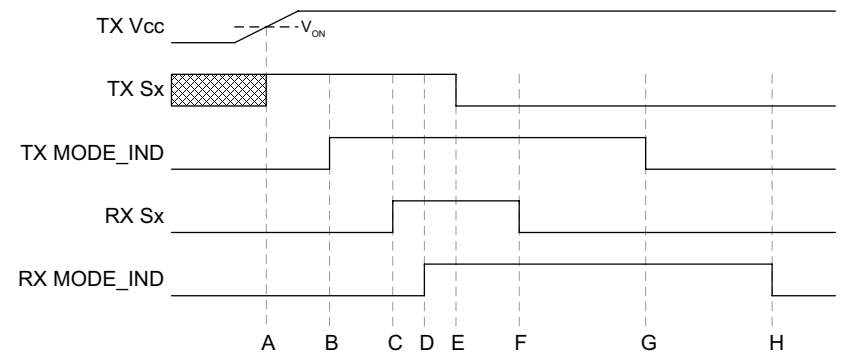 TX Vcc
VON
TX Sx
TX MODE_IND
RX Sx
RX MODE_IND
A B C D E F G H